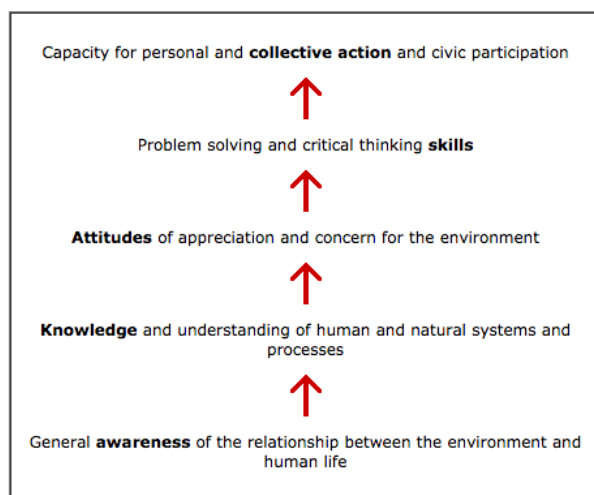 Capacity for personal and collective action and civic participation
Problem solving and critical thinking skills
Attitudes of appreciation and concern for the environment
Knowledge and understanding of human and natural systems and
processes
General awareness of the relationship between the environment and
human life